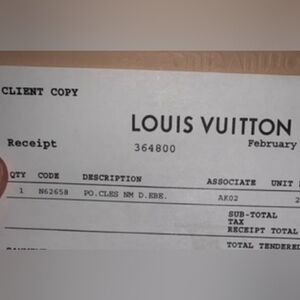 CLIENT COPY
LOUIS VUITTON
Receipt 364800 February
QTY CODE DESCRIPTION ASSOCIATE UNIT
1 N62658 PO.CLES NM D.EBE. AK02 2
SUB-TOTAL
TAX
RECEIPT TOTAL
TOTAL TENDERED